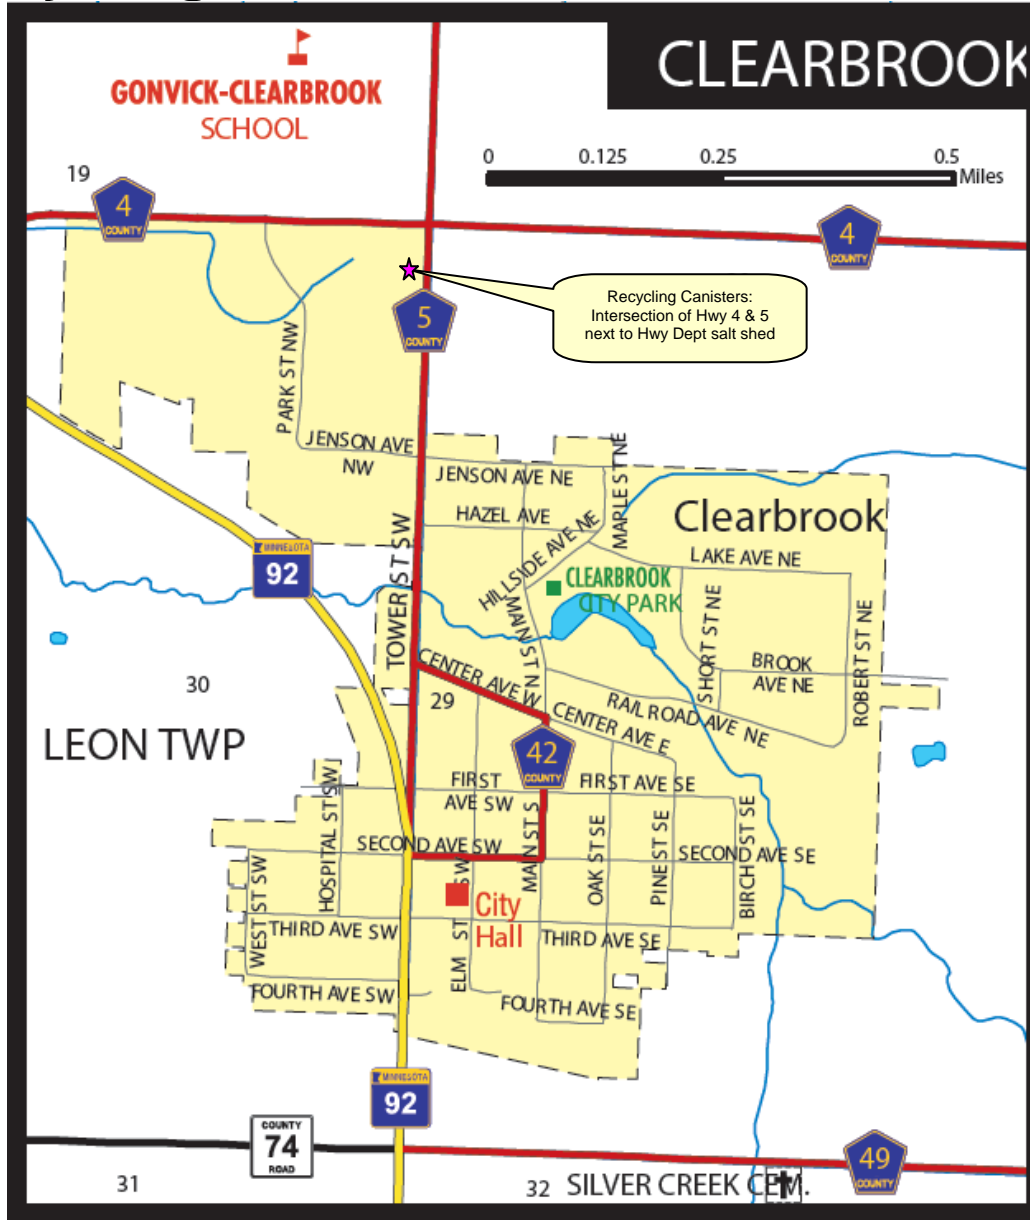 CLEARBROOK
GONVICK-CLEARBROOK
SCHOOL
0 0.125 0.25 0.5
Miles
19
4
COUNTY
4
COUNTY
Recycling Canisters:
Intersection of Hwy 4 & 5
next to Hwy Dept salt shed
5
COUNTY
PARK ST NW
JENSON AVE
NW
JENSON AVE NE
MAPLE ST NE
HAZEL AVE
Clearbrook
HILLSIDE AVE NE
LAKE AVE NE
MINNESOTA
92
TOWER ST SW
CLEARBROOK
CITY PARK
MAIN ST N
SHORT ST NE
ROBERT ST NE
BROOK
AVE NE
30
CENTER AVE W
29
RAILROAD AVE NE
CENTER AVE E
LEON TWP
42
COUNTY
FIRST
AVE SW
FIRST AVE SE
HOSPITAL ST SW
MAIN ST S
OAK ST SE
PINE ST SE
BIRCH ST SE
SECOND AVE SW
SECOND AVE SE
WEST ST SW
ELM ST SW
City
Hall
THIRD AVE SW
THIRD AVE SE
FOURTH AVE SW
FOURTH AVE SE
MINNESOTA
92
COUNTY
74
ROAD
49
COUNTY
31
32
SILVER CREEK CEM.